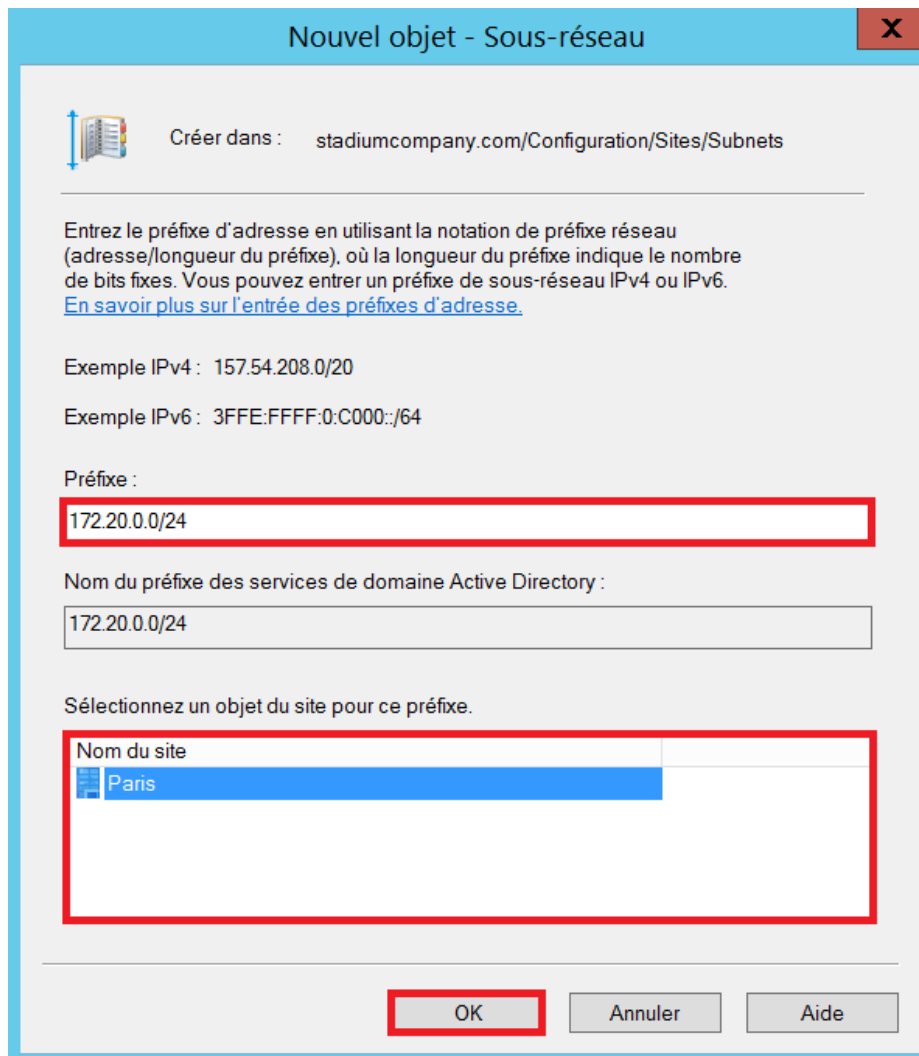 Nouvel objet - Sous-réseau
X
Créer dans : stadiumcompany.com/Configuration/Sites/Subnets
Entrez le préfixe d'adresse en utilisant la notation de préfixe réseau
(adresse/longueur du préfixe), où la longueur du préfixe indique le nombre
de bits fixes. Vous pouvez entrer un préfixe de sous-réseau IPv4 ou IPv6.
En savoir plus sur l'entrée des préfixes d'adresse.
Exemple IPv4 : 157.54.208.0/20
Exemple IPv6 : 3FFE:FFFF:0:C000::/64
Préfixe :
172.20.0.0/24
Nom du préfixe des services de domaine Active Directory :
172.20.0.0/24
Sélectionnez un objet du site pour ce préfixe.
Nom du site
Paris
OK Annuler Aide